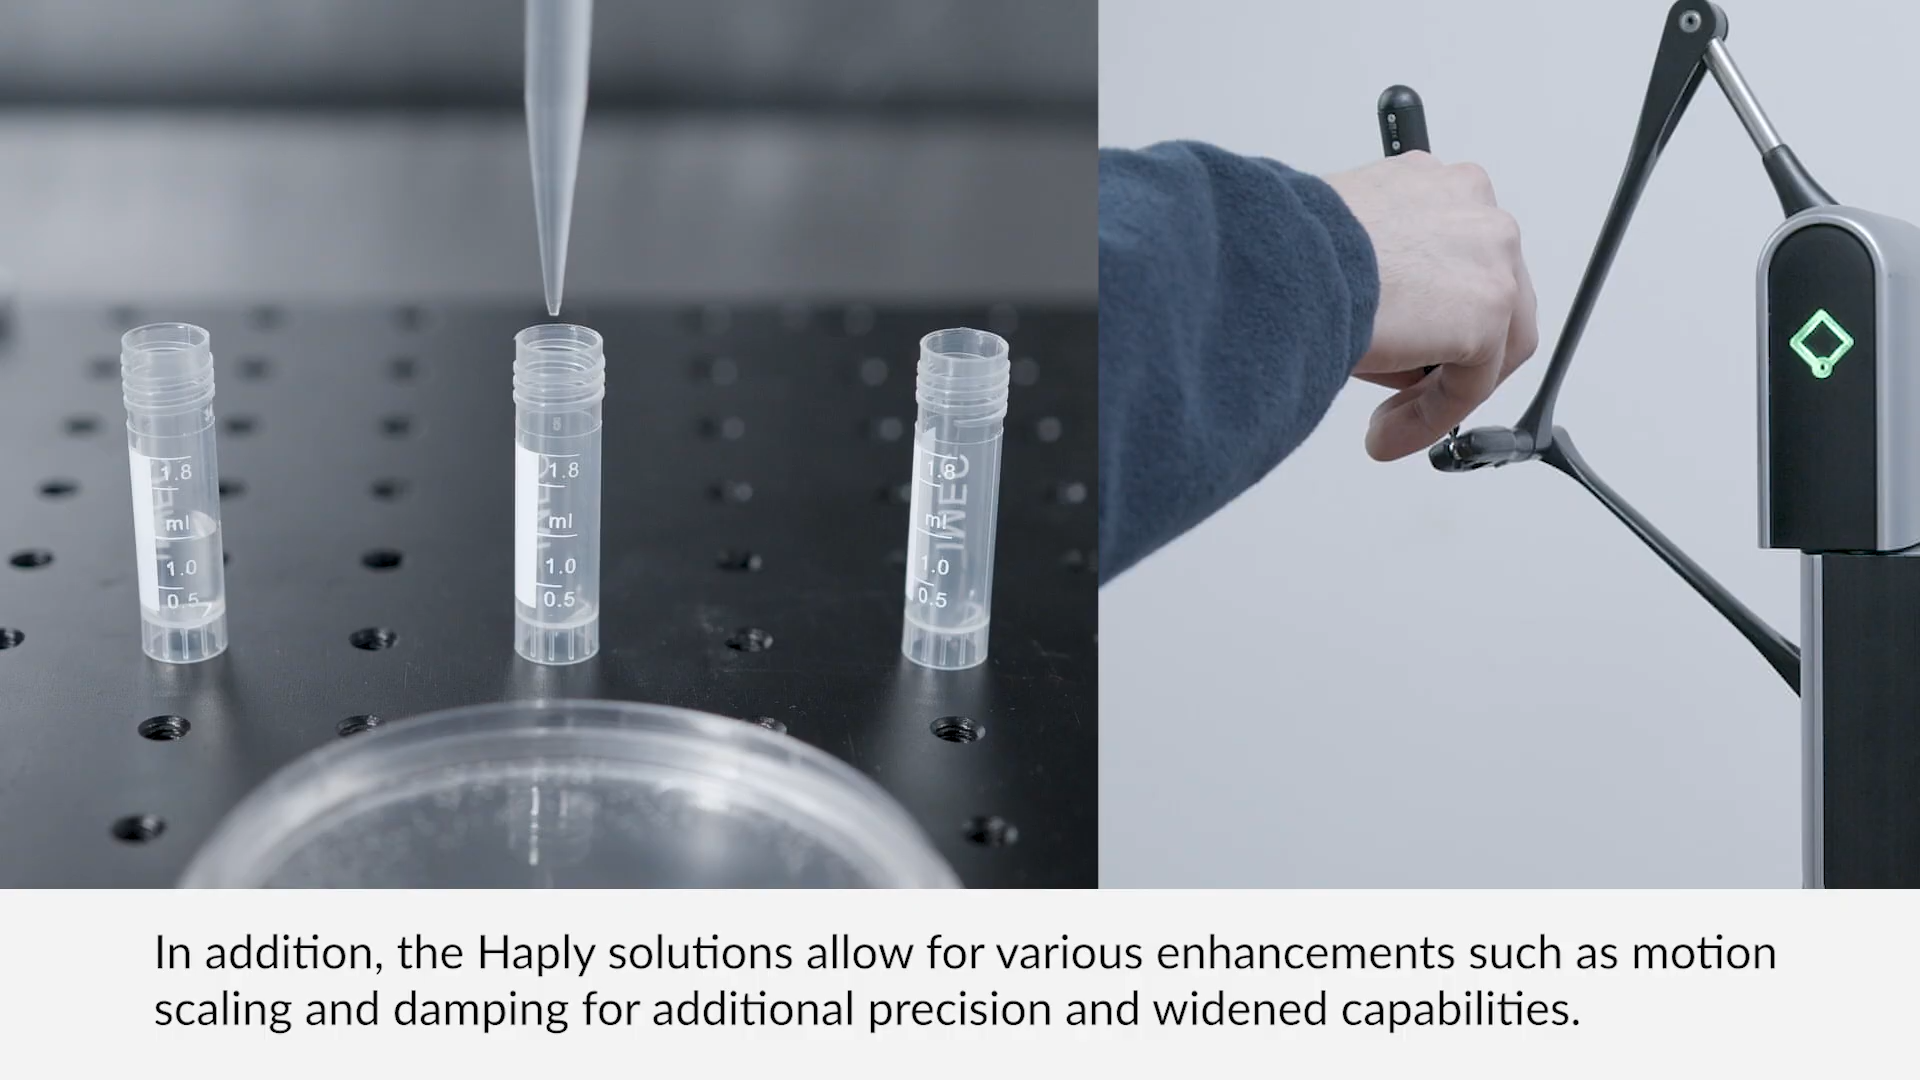 1.8
ml
1.0
0.5
1.8
ml
1.0
0.5
1.8
ml
1.0
0.5
In addition, the Haply solutions allow for various enhancements such as motion
scaling and damping for additional precision and widened capabilities.